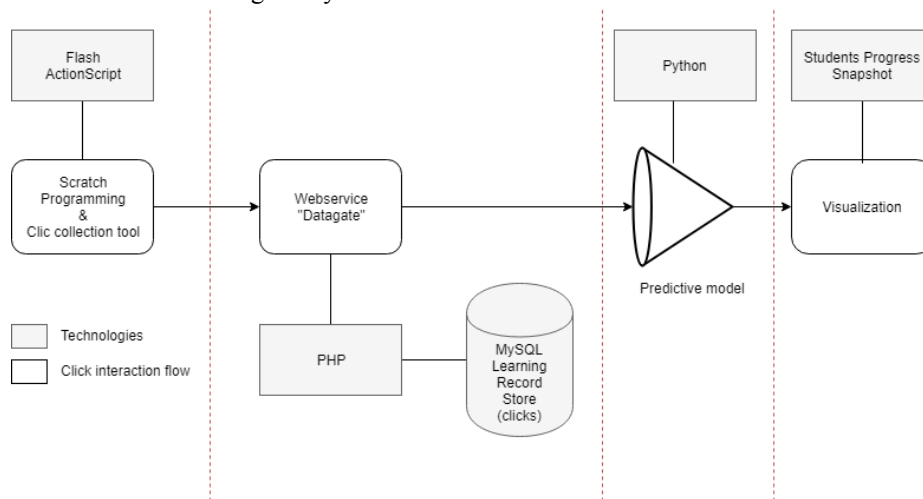 Flash
ActionScript
Python
Students Progress
Snapshot
Scratch
Programming
&
Clic collection tool
Webservice
"Datagate"
Visualization
Predictive model
Technologies
Click interaction flow
PHP
MySQL
Learning
Record
Store
(clicks)